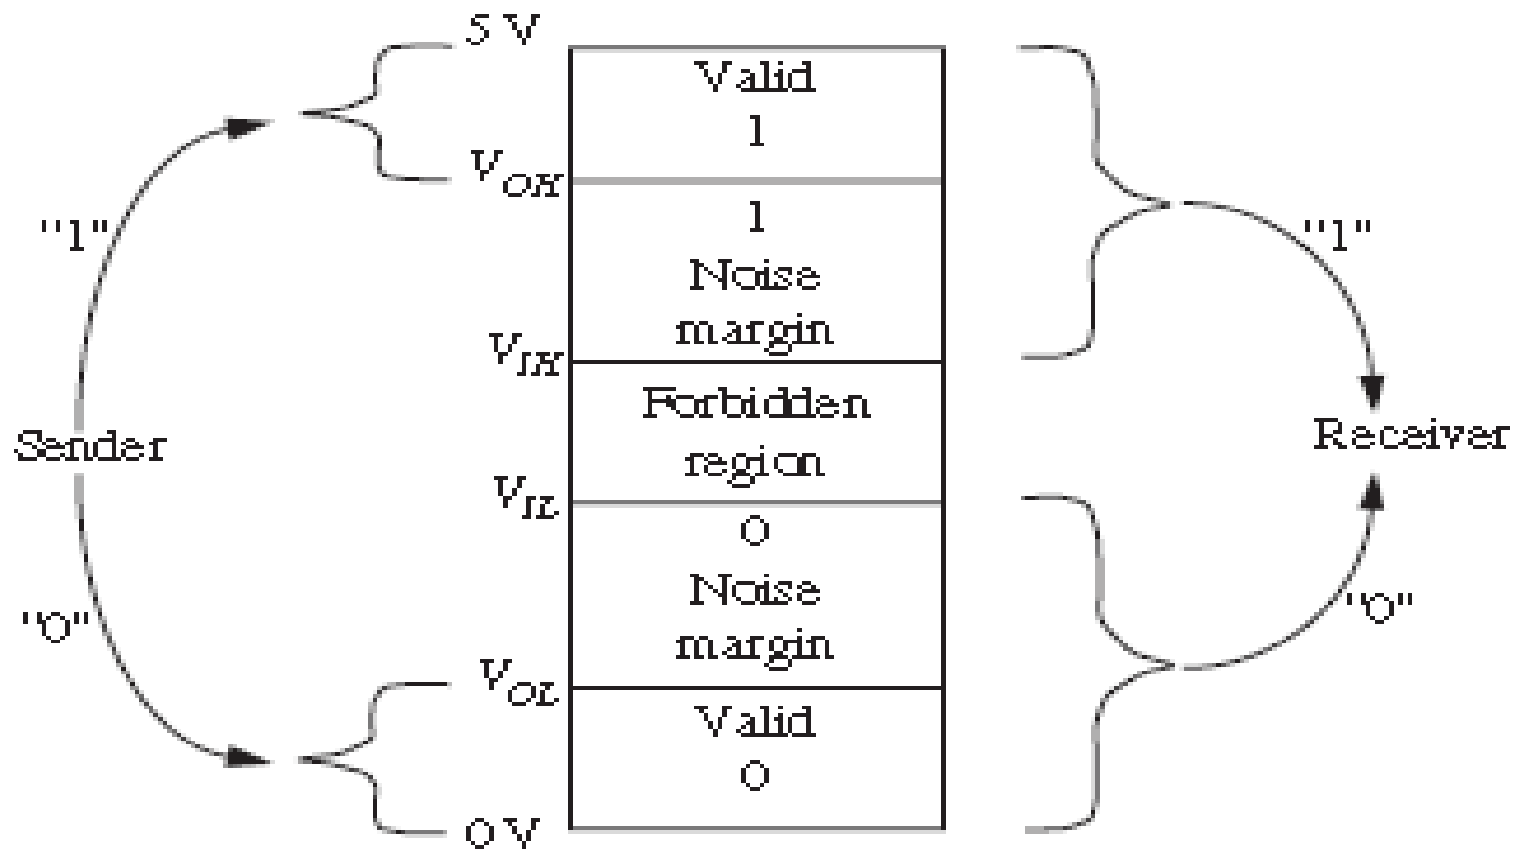 5 V
Valid
1
V_OH
1
"1"
"1"
Noise
margin
V_IH
Forbidden
region
Sender
Receiver
V_IL
0
Noise
margin
"0"
"0"
V_OL
Valid
0
0 V